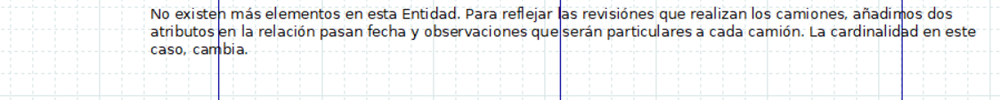 No existen más elementos en esta Entidad. Para reflejar las revisiónes que realizan los camiones, añadimos dos
atributos en la relación pasan fecha y observaciones que serán particulares a cada camión. La cardinalidad en este
caso, cambia.